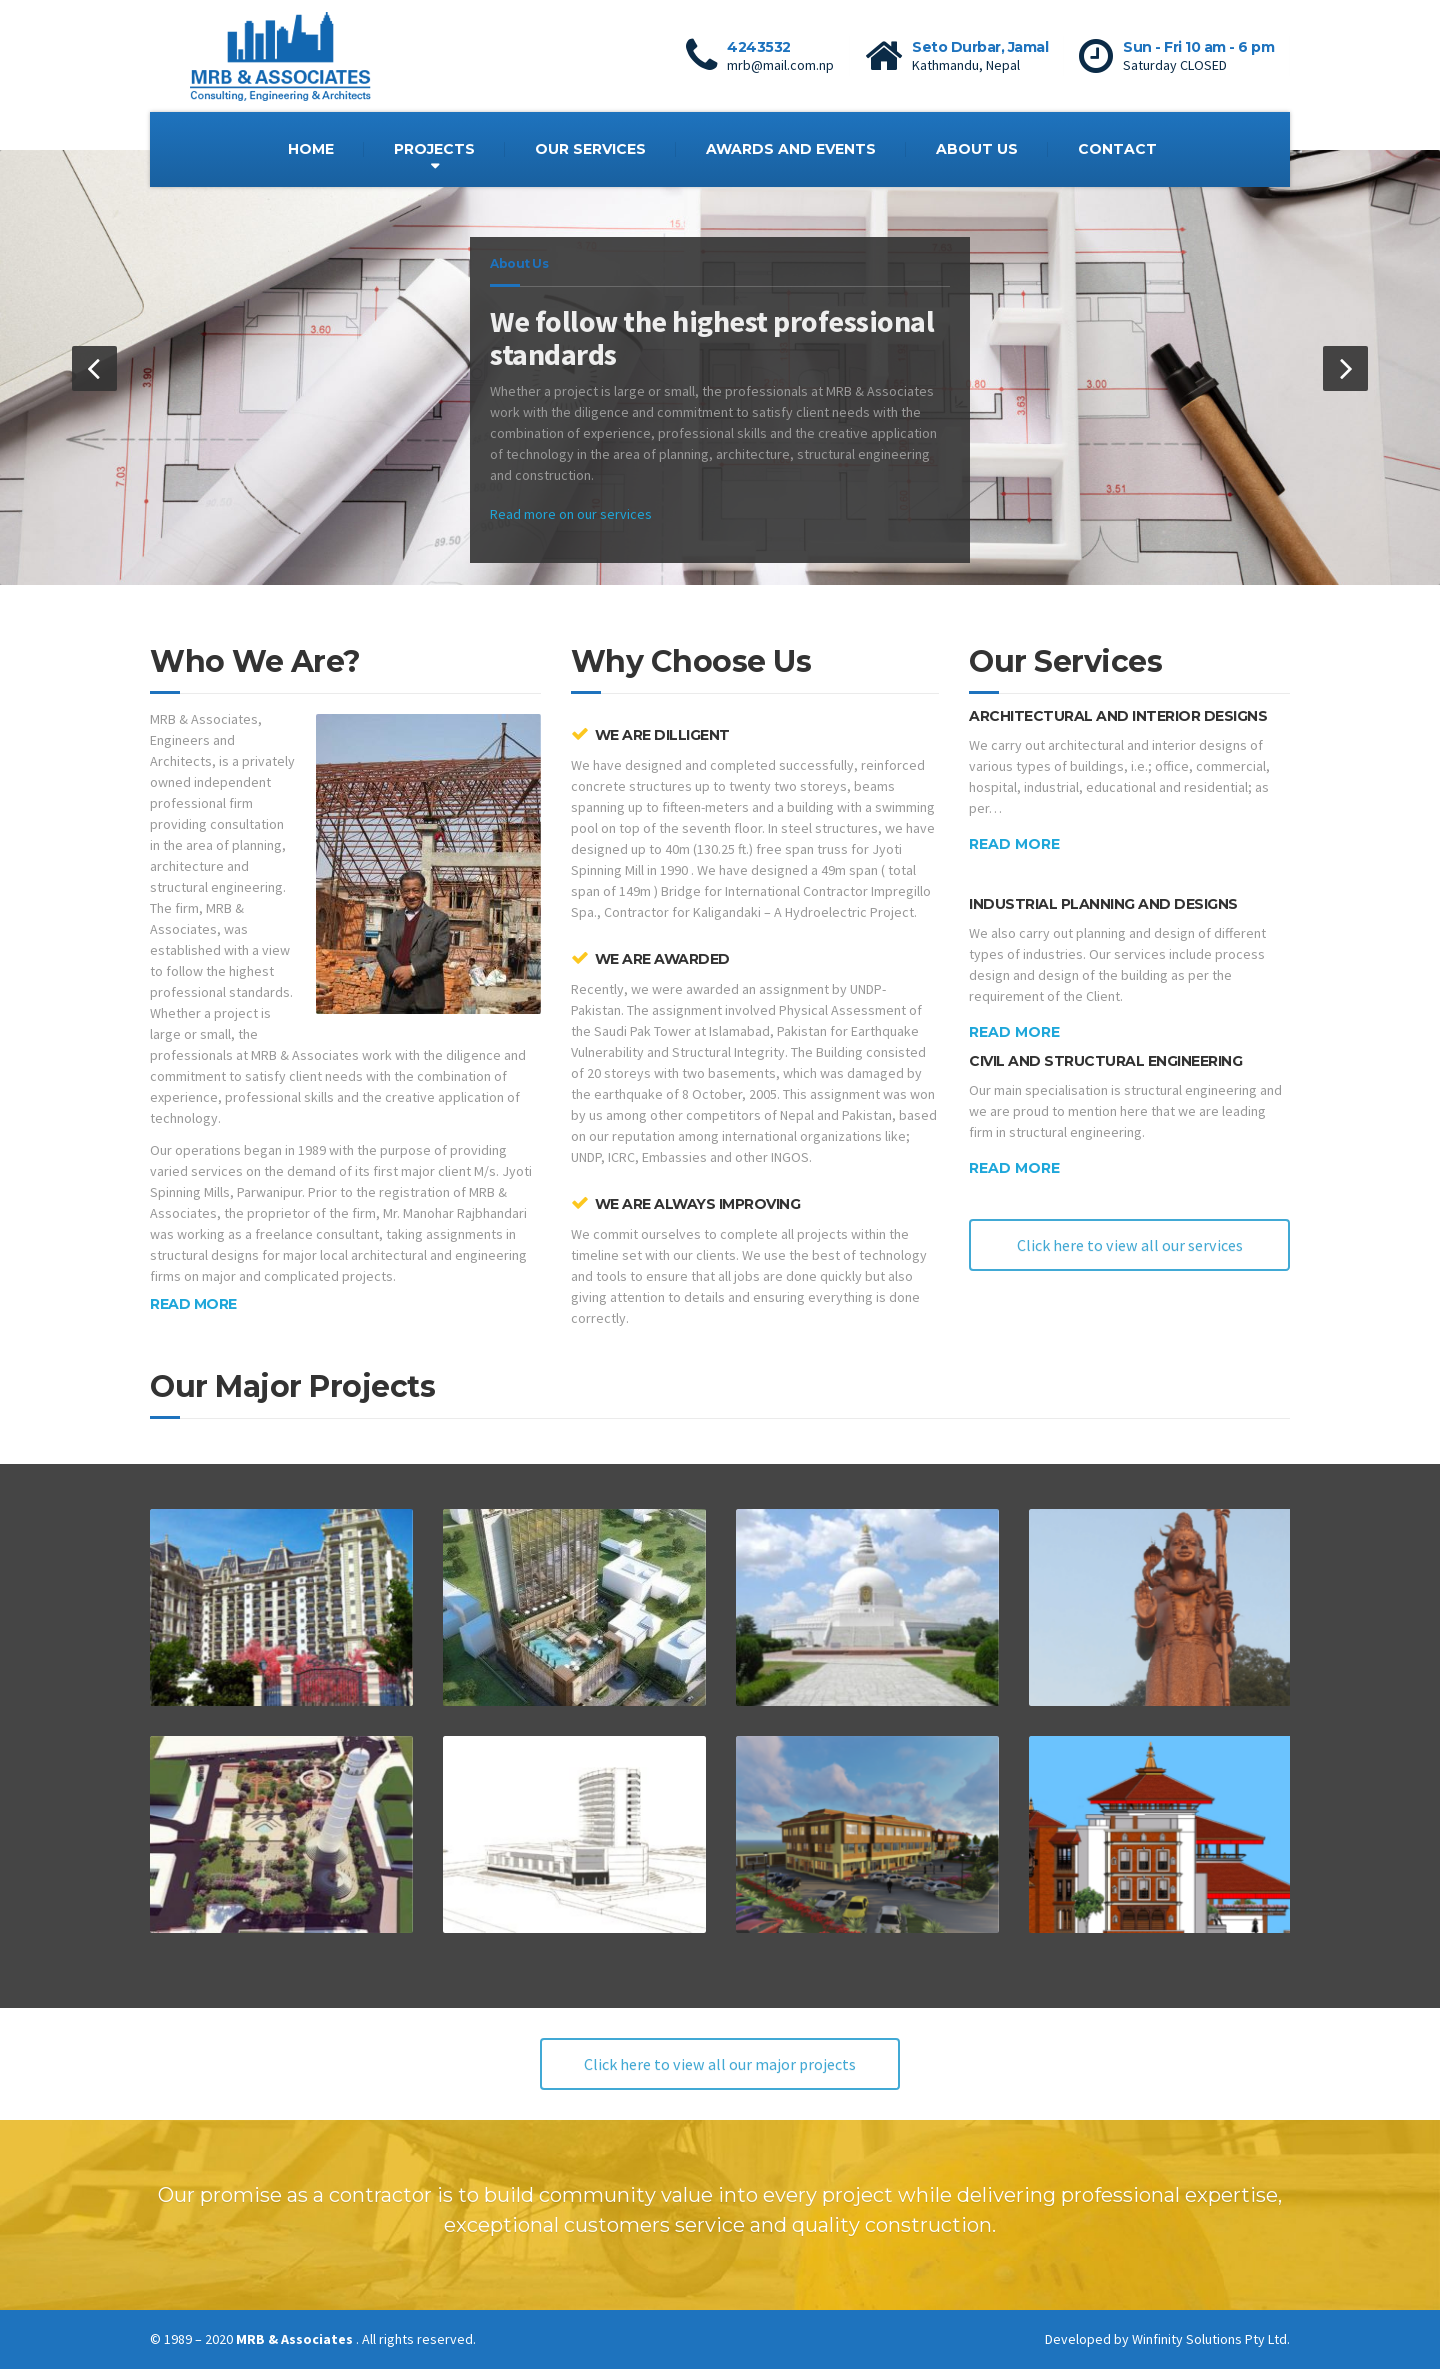 MRB & ASSOCIATES
Consulting, Engineering & Architects
4243532
mrb@mail.com.np
Seto Durbar, Jamal
Kathmandu, Nepal
Sun - Fri 10 am - 6 pm
Saturday CLOSED
HOME
PROJECTS
OUR SERVICES
AWARDS AND EVENTS
ABOUT US
CONTACT
About Us
We follow the highest professional
standards
Whether a project is large or small, the professionals at MRB & Associates
work with the diligence and commitment to satisfy client needs with the
combination of experience, professional skills and the creative application
of technology in the area of planning, architecture, structural engineering
and construction.
Read more on our services
3.60
3.90
7.03
89.50
3.80
3.63
3.00
3.51
Who We Are?
MRB & Associates,
Engineers and
Architects, is a privately
owned independent
professional firm
providing consultation
in the area of planning,
architecture and
structural engineering.
The firm, MRB &
Associates, was
established with a view
to follow the highest
professional standards.
Whether a project is
large or small, the
professionals at MRB & Associates work with the diligence and
commitment to satisfy client needs with the combination of
experience, professional skills and the creative application of
technology.
Our operations began in 1989 with the purpose of providing
varied services on the demand of its first major client M/s. Jyoti
Spinning Mills, Parwanipur. Prior to the registration of MRB &
Associates, the proprietor of the firm, Mr. Manohar Rajbhandari
was working as a freelance consultant, taking assignments in
structural designs for major local architectural and engineering
firms on major and complicated projects.
READ MORE
Why Choose Us
WE ARE DILLIGENT
We have designed and completed successfully, reinforced
concrete structures up to twenty two storeys, beams
spanning up to fifteen-meters and a building with a swimming
pool on top of the seventh floor. In steel structures, we have
designed up to 40m (130.25 ft.) free span truss for Jyoti
Spinning Mill in 1990 . We have designed a 49m span ( total
span of 149m ) Bridge for International Contractor Impregillo
Spa., Contractor for Kaligandaki – A Hydroelectric Project.
WE ARE AWARDED
Recently, we were awarded an assignment by UNDP-
Pakistan. The assignment involved Physical Assessment of
the Saudi Pak Tower at Islamabad, Pakistan for Earthquake
Vulnerability and Structural Integrity. The Building consisted
of 20 storeys with two basements, which was damaged by
the earthquake of 8 October, 2005. This assignment was won
by us among other competitors of Nepal and Pakistan, based
on our reputation among international organizations like;
UNDP, ICRC, Embassies and other INGOS.
WE ARE ALWAYS IMPROVING
We commit ourselves to complete all projects within the
timeline set with our clients. We use the best of technology
and tools to ensure that all jobs are done quickly but also
giving attention to details and ensuring everything is done
correctly.
Our Services
ARCHITECTURAL AND INTERIOR DESIGNS
We carry out architectural and interior designs of
various types of buildings, i.e.; office, commercial,
hospital, industrial, educational and residential; as
per…
READ MORE
INDUSTRIAL PLANNING AND DESIGNS
We also carry out planning and design of different
types of industries. Our services include process
design and design of the building as per the
requirement of the Client.
READ MORE
CIVIL AND STRUCTURAL ENGINEERING
Our main specialisation is structural engineering and
we are proud to mention here that we are leading
firm in structural engineering.
READ MORE
Click here to view all our services
Our Major Projects
Click here to view all our major projects
Our promise as a contractor is to build community value into every project while delivering professional expertise,
exceptional customers service and quality construction.
© 1989 – 2020 MRB & Associates . All rights reserved.
Developed by Winfinity Solutions Pty Ltd.